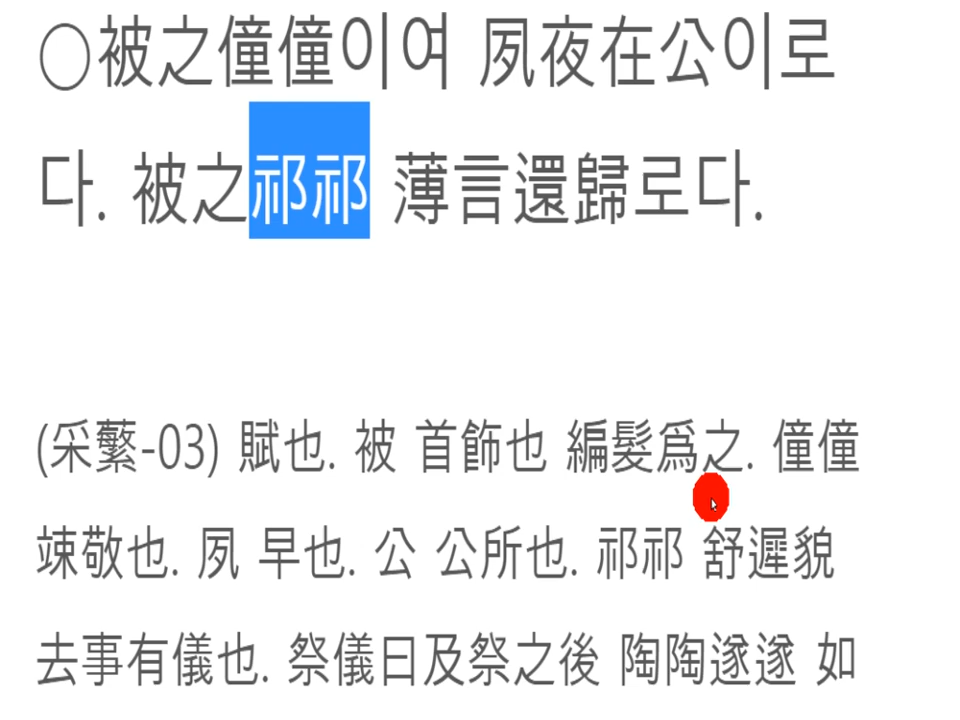 ○被之僮僮이여 夙夜在公이로
다. 被之祁祁 薄言還歸로다.
(采蘩-03) 賦也. 被 首飾也 編髮爲之. 僮僮
竦敬也. 夙 早也. 公 公所也. 祁祁 舒遲貌
去事有儀也. 祭儀曰及祭之後 陶陶遂遂 如